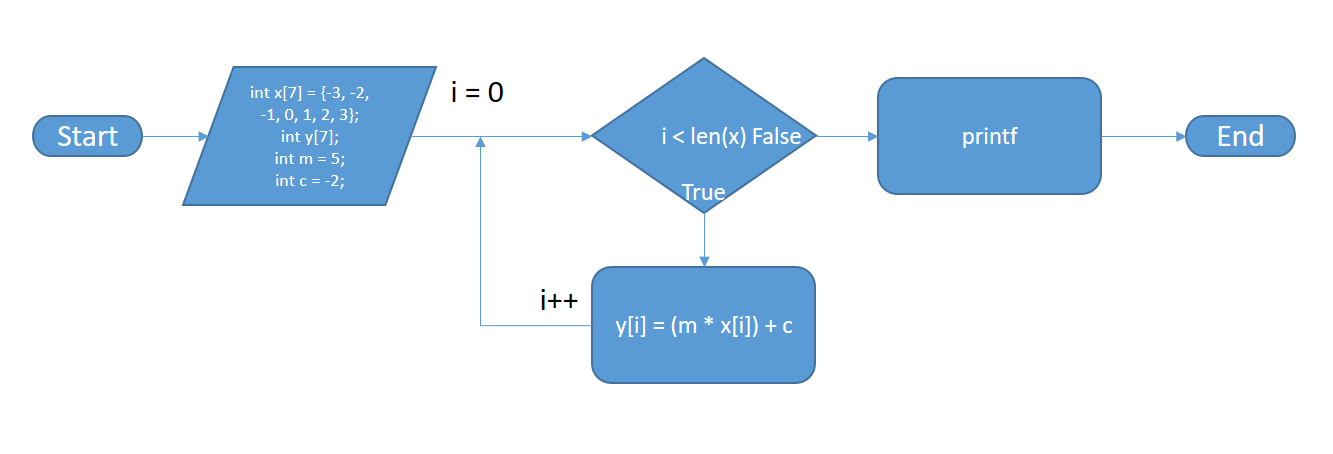 Start
int x[7] = {-3, -2,
-1, 0, 1, 2, 3};
int y[7];
int m = 5;
int c = -2;
i = 0
i < len(x) False
True
printf
End
i++
y[i] = (m * x[i]) + c